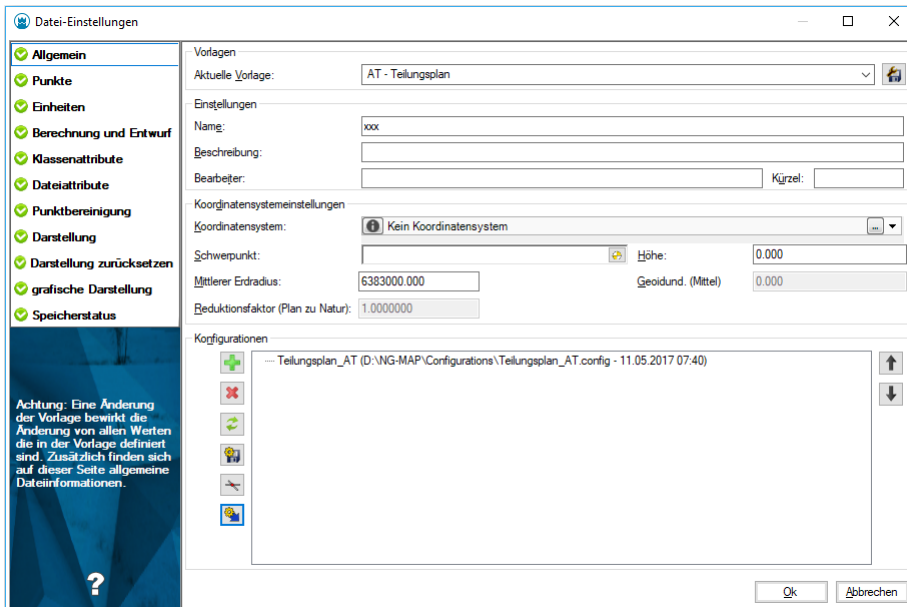 Datei-Einstellungen
Allgemein
Punkte
Einheiten
Berechnung und Entwurf
Klassenattribute
Dateiattribute
Punktbereinigung
Darstellung
Darstellung zurücksetzen
grafische Darstellung
Speicherstatus
Achtung: Eine Änderung
der Vorlage bewirkt die
Änderung von allen Werten
die in der Vorlage definiert
sind. Zusätzlich finden sich
auf dieser Seite allgemeine
Dateiinformationen.
?
Vorlagen
Aktuelle Vorlage: AT - Teilungsplan
Einstellungen
Name: xxx
Beschreibung:
Bearbeiter: Kürzel:
Koordinatensystemeinstellungen
Koordinatensystem: Kein Koordinatensystem ...
Schwerpunkt: Höhe: 0.000
Mittlerer Erdradius: 6383000.000 Geoidund. (Mittel) 0.000
Reduktionsfaktor (Plan zu Natur): 1.0000000
Konfigurationen
Teilungsplan_AT (D:\NG-MAP\Configurations\Teilungsplan_AT.config - 11.05.2017 07:40)
Ok Abbrechen